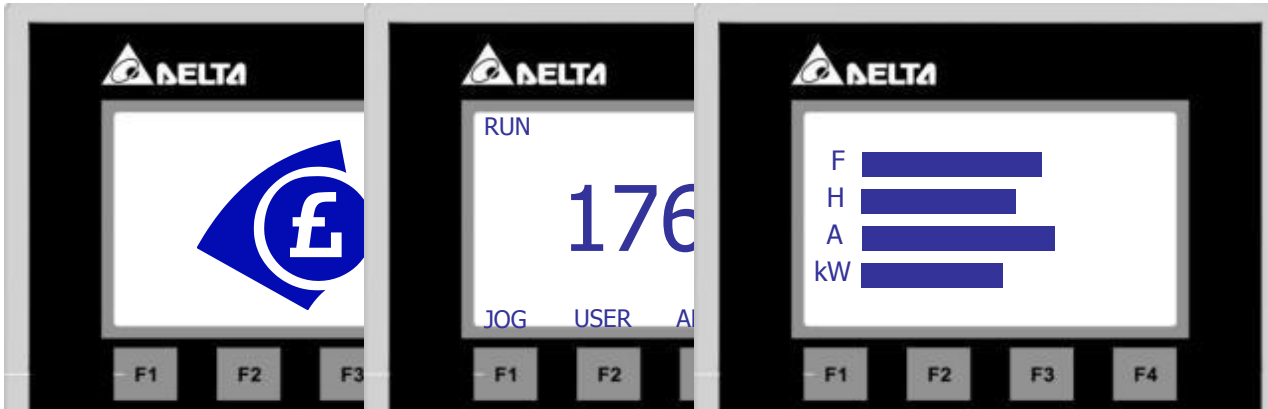 DELTA
£
F1 F2 F3
DELTA
RUN
176
JOG USER
F1 F2
DELTA
F
H
A
kW
F1 F2 F3 F4